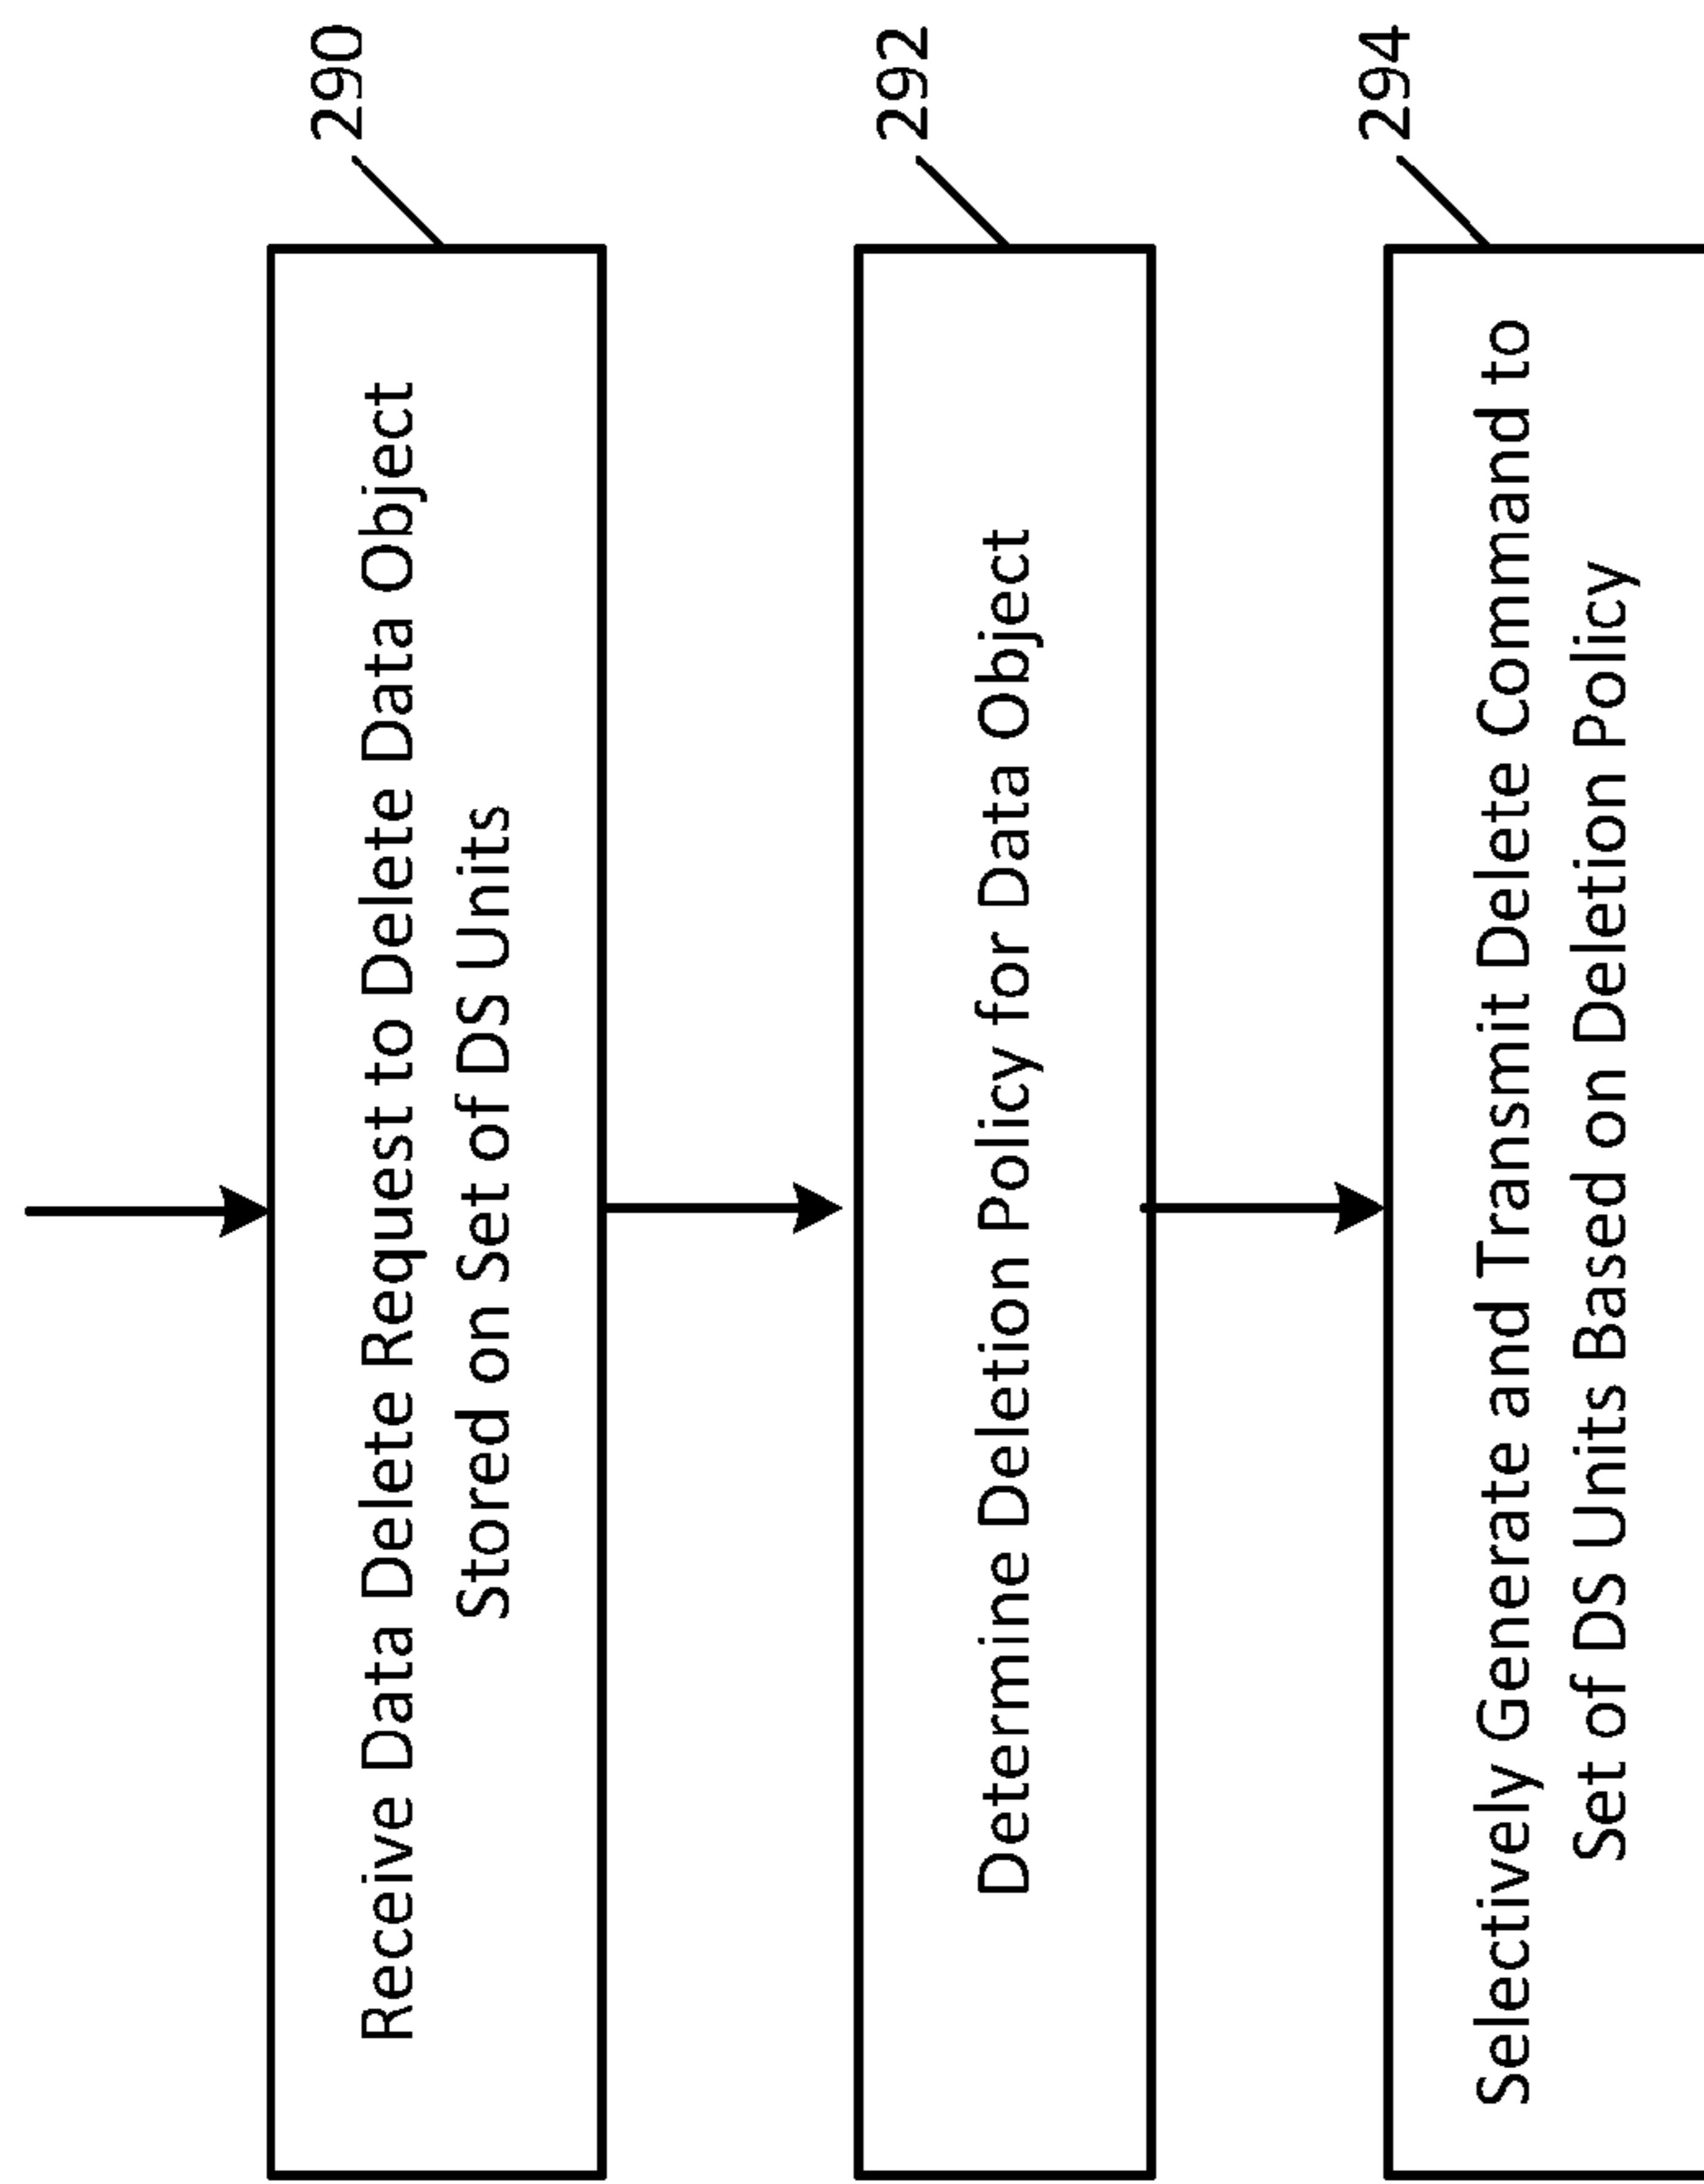 290
Receive Data Delete Request to Delete Data Object
Stored on Set of DS Units
292
Determine Deletion Policy for Data Object
294
Selectively Generate and Transmit Delete Command to
Set of DS Units Based on Deletion Policy